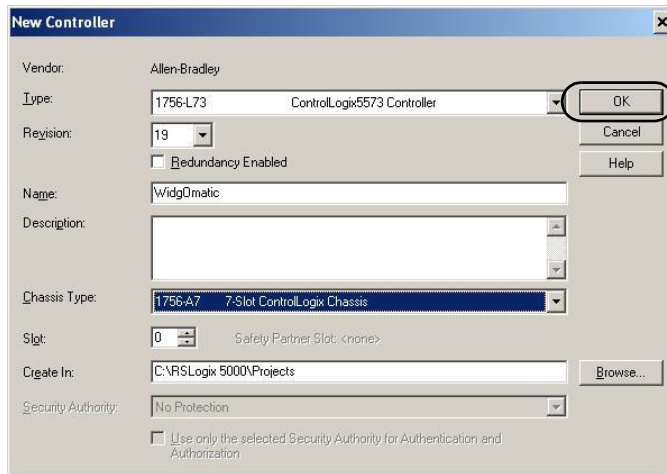 New Controller
Vendor: Allen-Bradley
Type: 1756-L73 ControlLogix5573 Controller OK
Revision: 19 Cancel
Redundancy Enabled Help
Name: WidgOmatic
Description:
Chassis Type: 1756-A7 7-Slot ControlLogix Chassis
Slot: 0 Safety Partner Slot: <none>
Create In: C:\RSLogix 5000\Projects Browse...
Security Authority: No Protection
Use only the selected Security Authority for Authentication and
Authorization